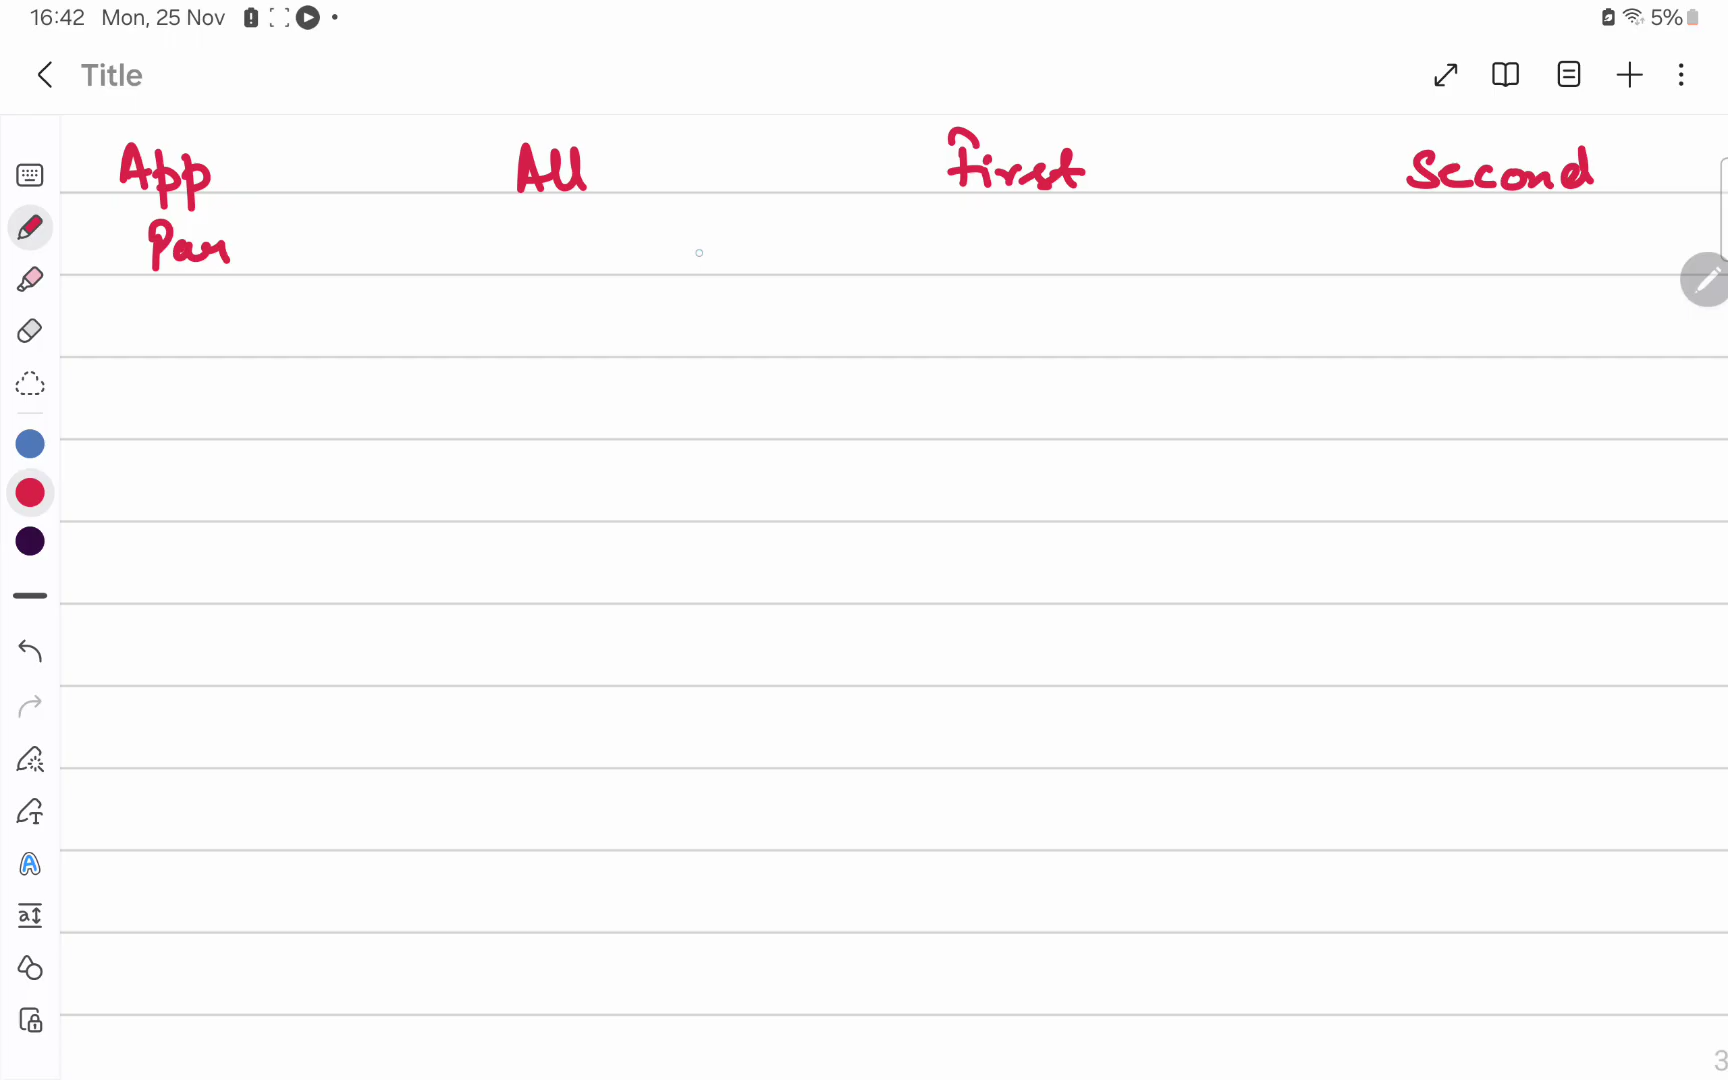 16:42 Mon, 25 Nov 5%
Title
App All First Second
Pan
3